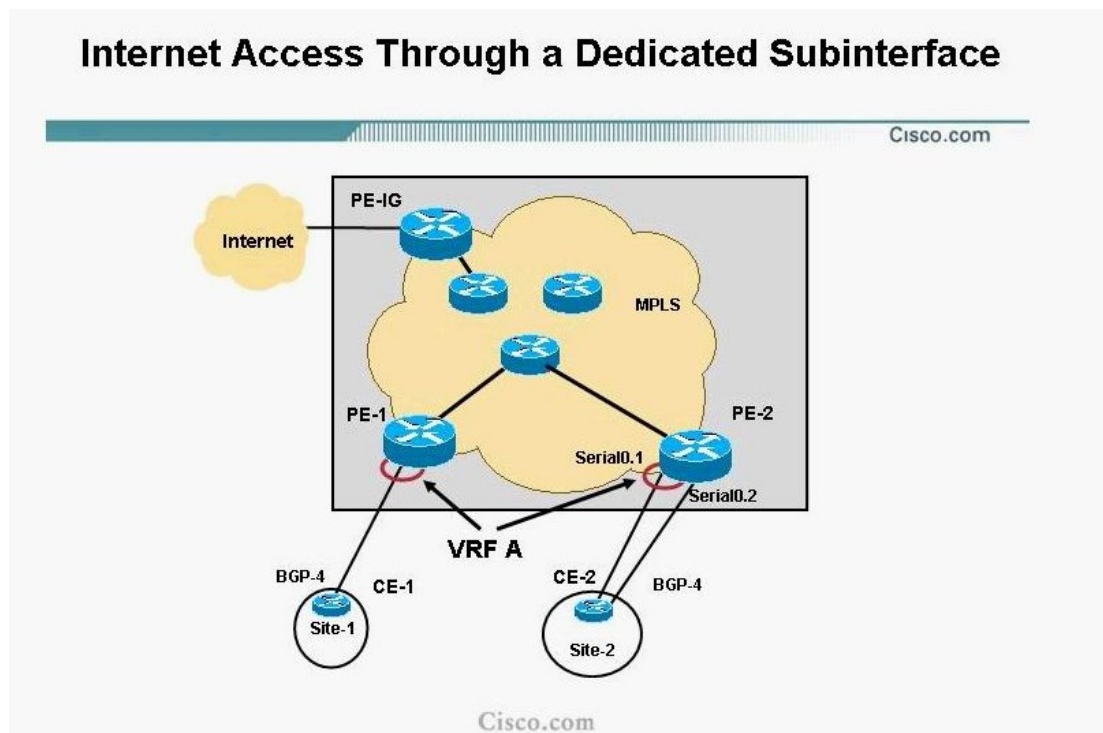 Internet Access Through a Dedicated Subinterface
Cisco.com
PE-IG
Internet
MPLS
PE-1
PE-2
Serial0.1
Serial0.2
VRF A
BGP-4
CE-1
CE-2
BGP-4
Site-1
Site-2
Cisco.com